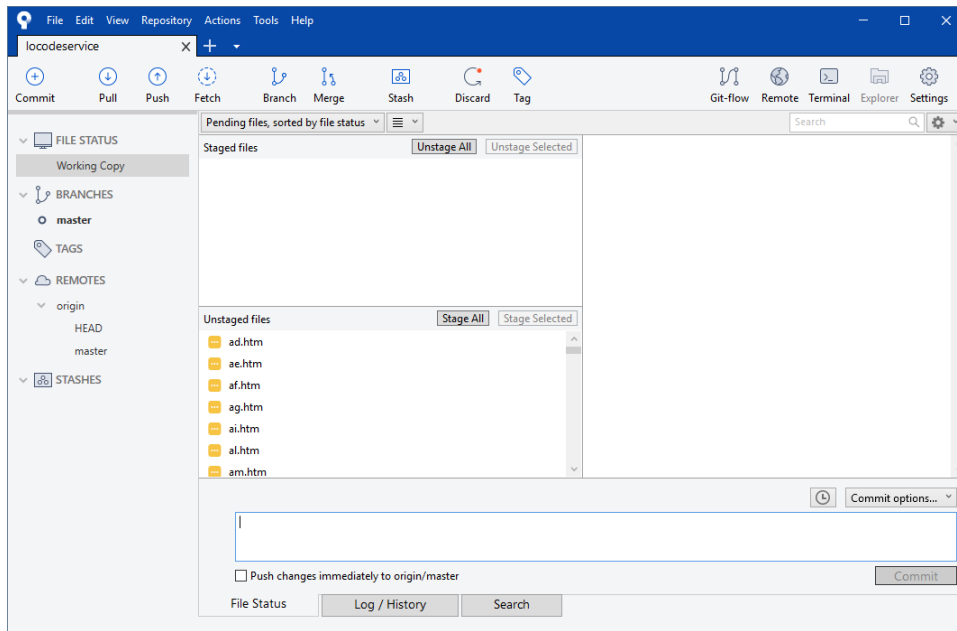 File Edit View Repository Actions Tools Help
locodeservice
Commit Pull Push Fetch Branch Merge Stash Discard Tag Git-flow Remote Terminal Explorer Settings
Pending files, sorted by file status
Search
FILE STATUS
Working Copy
BRANCHES
master
TAGS
REMOTES
origin
HEAD
master
STASHES
Staged files Unstage All Unstage Selected
Unstaged files Stage All Stage Selected
ad.htm
ae.htm
af.htm
ag.htm
ai.htm
al.htm
am.htm
Commit options...
Push changes immediately to origin/master
Commit
File Status Log / History Search